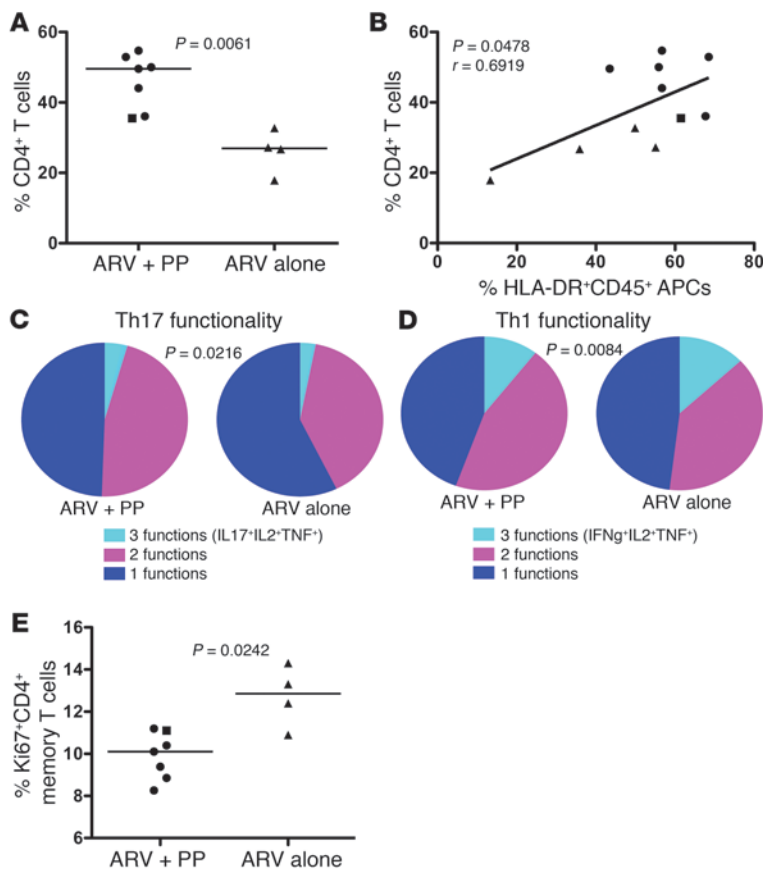 A
60
40
20
0
% CD4⁺ T cells
P = 0.0061
ARV + PP
ARV alone
B
60
40
20
0
% CD4⁺ T cells
P = 0.0478
r = 0.6919
0
20
40
60
80
% HLA-DR⁺CD45⁺ APCs
C
Th17 functionality
P = 0.0216
ARV + PP
ARV alone
3 functions (IL17⁺IL2⁺TNF⁺)
2 functions
1 functions
D
Th1 functionality
P = 0.0084
ARV + PP
ARV alone
3 functions (IFNg⁺IL2⁺TNF⁺)
2 functions
1 functions
E
16
14
12
10
8
6
% Ki67⁺CD4⁺
memory T cells
P = 0.0242
ARV + PP
ARV alone